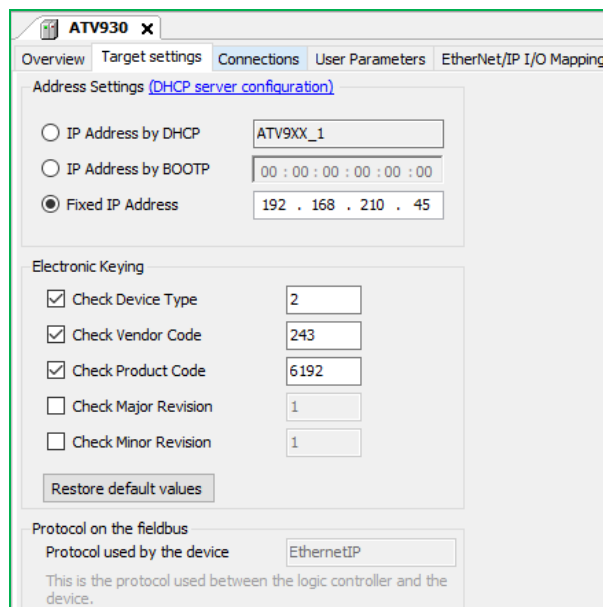 ATV930 X
Overview Target settings Connections User Parameters EtherNet/IP I/O Mapping
Address Settings (DHCP server configuration)
IP Address by DHCP ATV9XX_1
IP Address by BOOTP 00 : 00 : 00 : 00 : 00 : 00
Fixed IP Address 192 . 168 . 210 . 45
Electronic Keying
Check Device Type 2
Check Vendor Code 243
Check Product Code 6192
Check Major Revision 1
Check Minor Revision 1
Restore default values
Protocol on the fieldbus
Protocol used by the device EthernetIP
This is the protocol used between the logic controller and the
device.